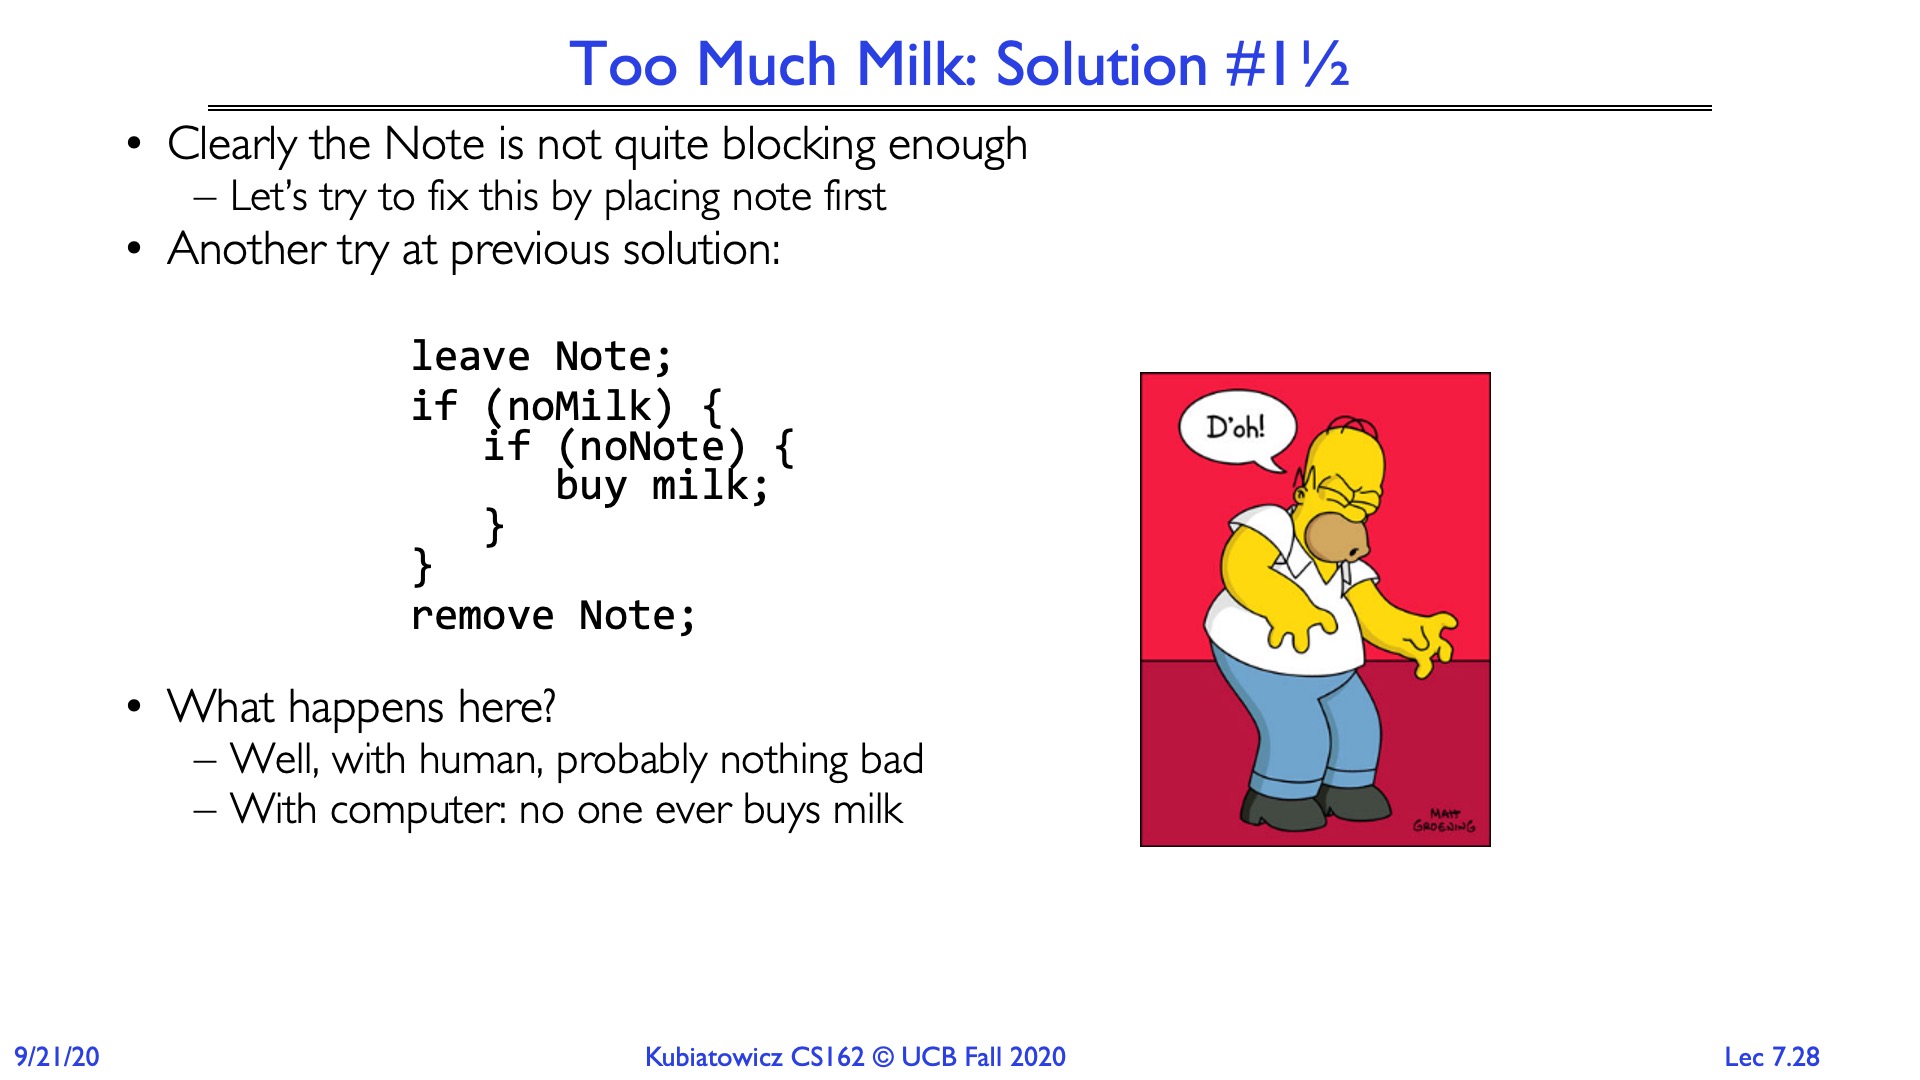 Too Much Milk: Solution #1½
• Clearly the Note is not quite blocking enough
– Let’s try to fix this by placing note first
• Another try at previous solution:
leave Note;
if (noMilk) {
if (noNote) {
buy milk;
}
}
remove Note;
D'oh!
MATT
GROENING
• What happens here?
– Well, with human, probably nothing bad
– With computer: no one ever buys milk
9/21/20
Kubiatowicz CS162 © UCB Fall 2020
Lec 7.28